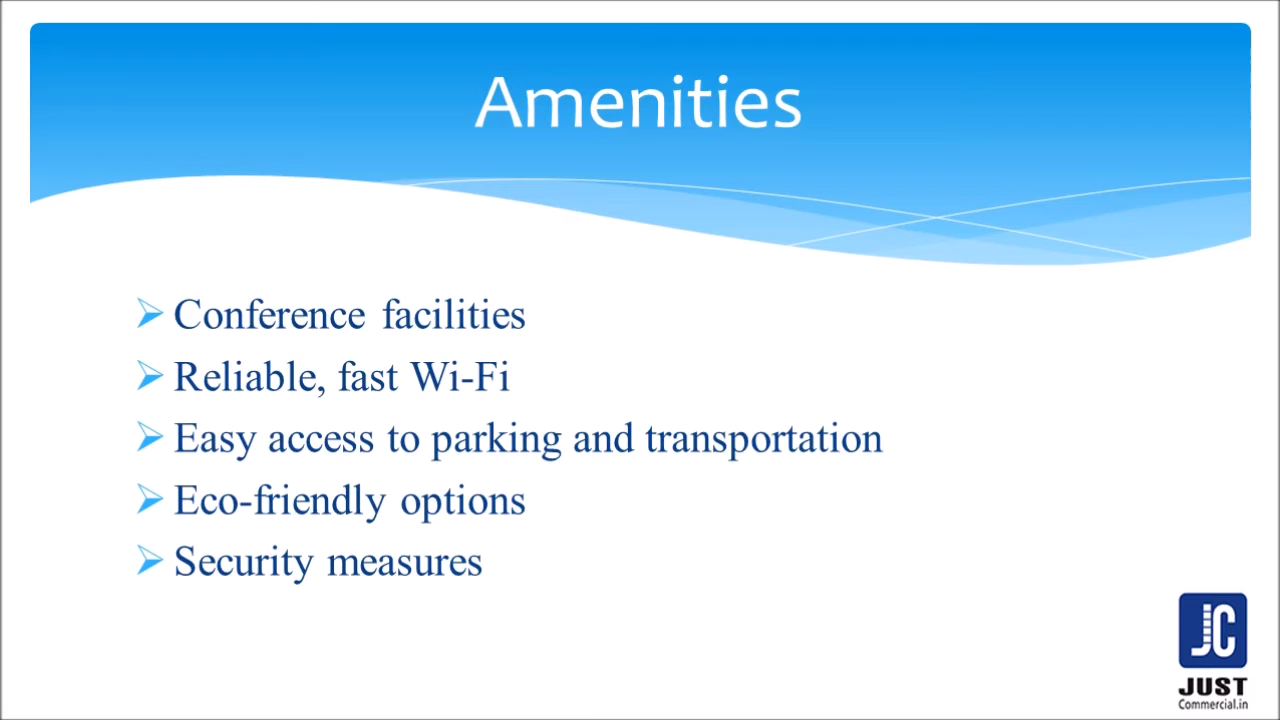 Amenities
Conference facilities
Reliable, fast Wi-Fi
Easy access to parking and transportation
Eco-friendly options
Security measures
JC
JUST
Commercial.in